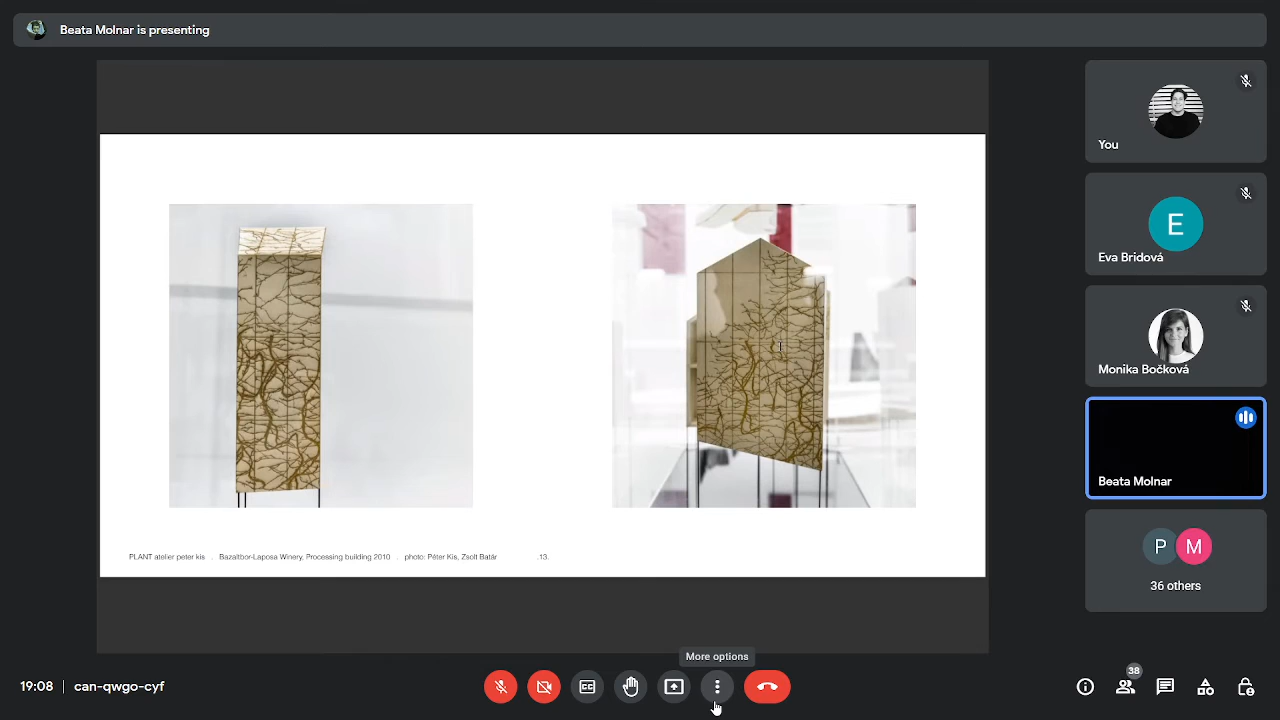 Beata Molnar is presenting
You
E
Eva Bridová
Monika Bočková
Beata Molnar
P M
36 others
PLANT atelier peter kis . Bazaltbor-Laposa Winery, Processing building 2010 . photo: Péter Kis, Zsolt Batár .13.
More options
19:08 | can-qwgo-cyf
38